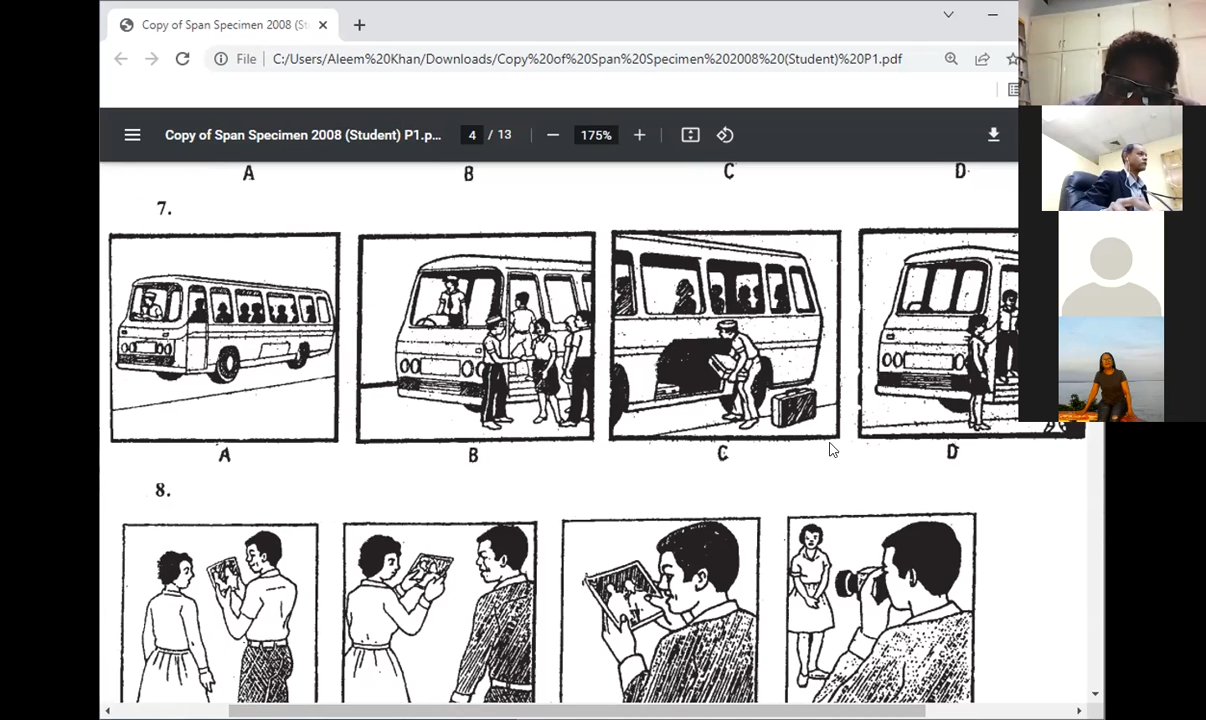 Copy of Span Specimen 2008 (St
File C:/Users/Aleem%20Khan/Downloads/Copy%20of%20Span%20Specimen%202008%20(Student)%20P1.pdf
Copy of Span Specimen 2008 (Student) P1.p... 4 / 13 175%
A B C D
7.
A B C D
8.